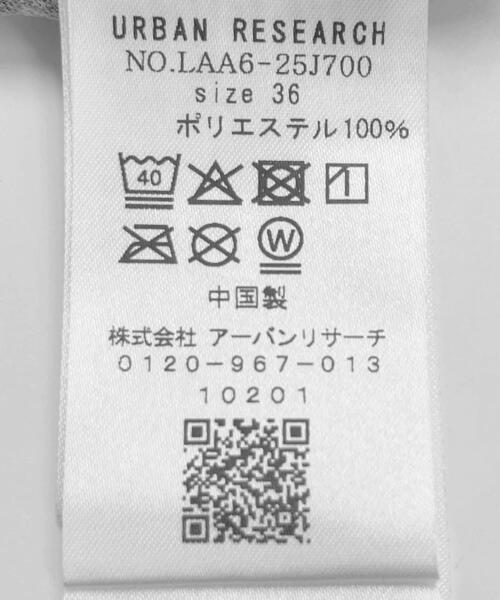 URBAN RESEARCH
NO.LAA6-25J700
size 36
ポリエステル100%
40
W
中国製
株式会社 アーバンリサーチ
0120-967-013
10201